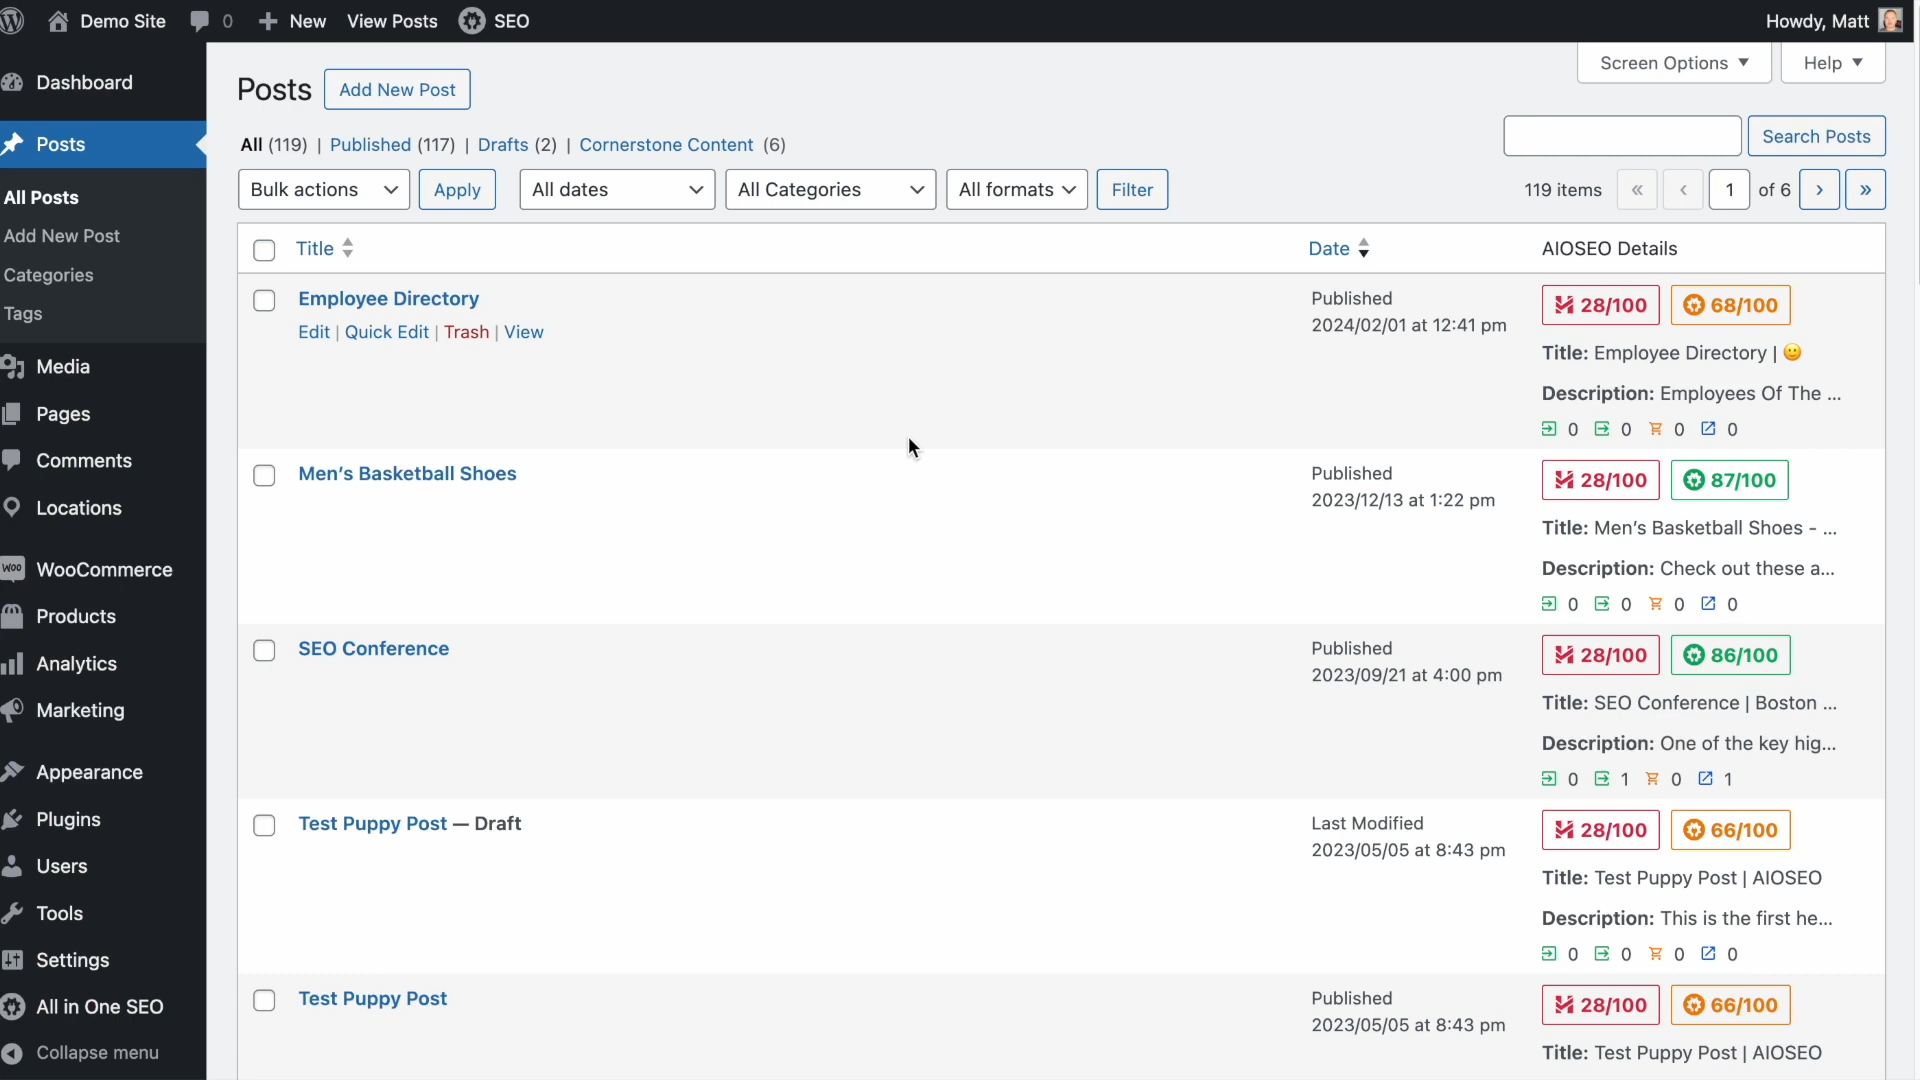 Demo Site 0 New View Posts SEO Howdy, Matt
Dashboard
Posts
All Posts
Add New Post
Categories
Tags
Media
Pages
Comments
Locations
WOO WooCommerce
Products
Analytics
Marketing
Appearance
Plugins
Users
Tools
Settings
All in One SEO
Collapse menu
Screen Options Help
Posts Add New Post
All (119) | Published (117) | Drafts (2) | Cornerstone Content (6)
Search Posts
Bulk actions Apply All dates All Categories All formats Filter 119 items « ‹ 1 of 6 › »
Title Date AIOSEO Details
Employee Directory
Edit | Quick Edit | Trash | View
Published
2024/02/01 at 12:41 pm
28/100 68/100
Title: Employee Directory | 🙂
Description: Employees Of The ...
0 0 0 0
Men's Basketball Shoes
Published
2023/12/13 at 1:22 pm
28/100 87/100
Title: Men's Basketball Shoes - ...
Description: Check out these a...
0 0 0 0
SEO Conference
Published
2023/09/21 at 4:00 pm
28/100 86/100
Title: SEO Conference | Boston ...
Description: One of the key hig...
0 1 0 1
Test Puppy Post — Draft
Last Modified
2023/05/05 at 8:43 pm
28/100 66/100
Title: Test Puppy Post | AIOSEO
Description: This is the first he...
0 0 0 0
Test Puppy Post
Published
2023/05/05 at 8:43 pm
28/100 66/100
Title: Test Puppy Post | AIOSEO